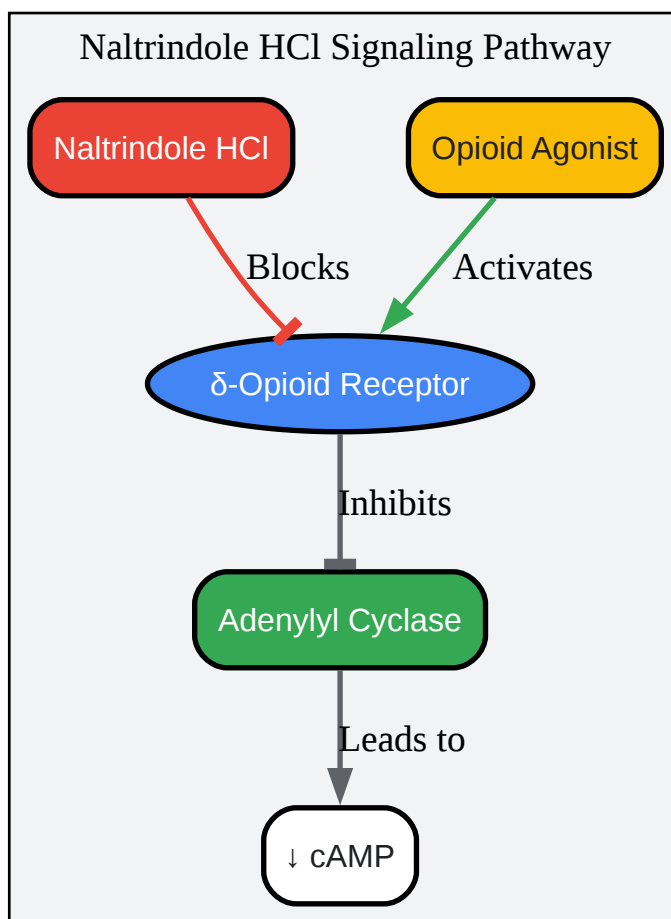 Naltrindole HCl Signaling Pathway
Naltrindole HCl
Opioid Agonist
Blocks
Activates
δ-Opioid Receptor
Inhibits
Adenylyl Cyclase
Leads to
↓ cAMP